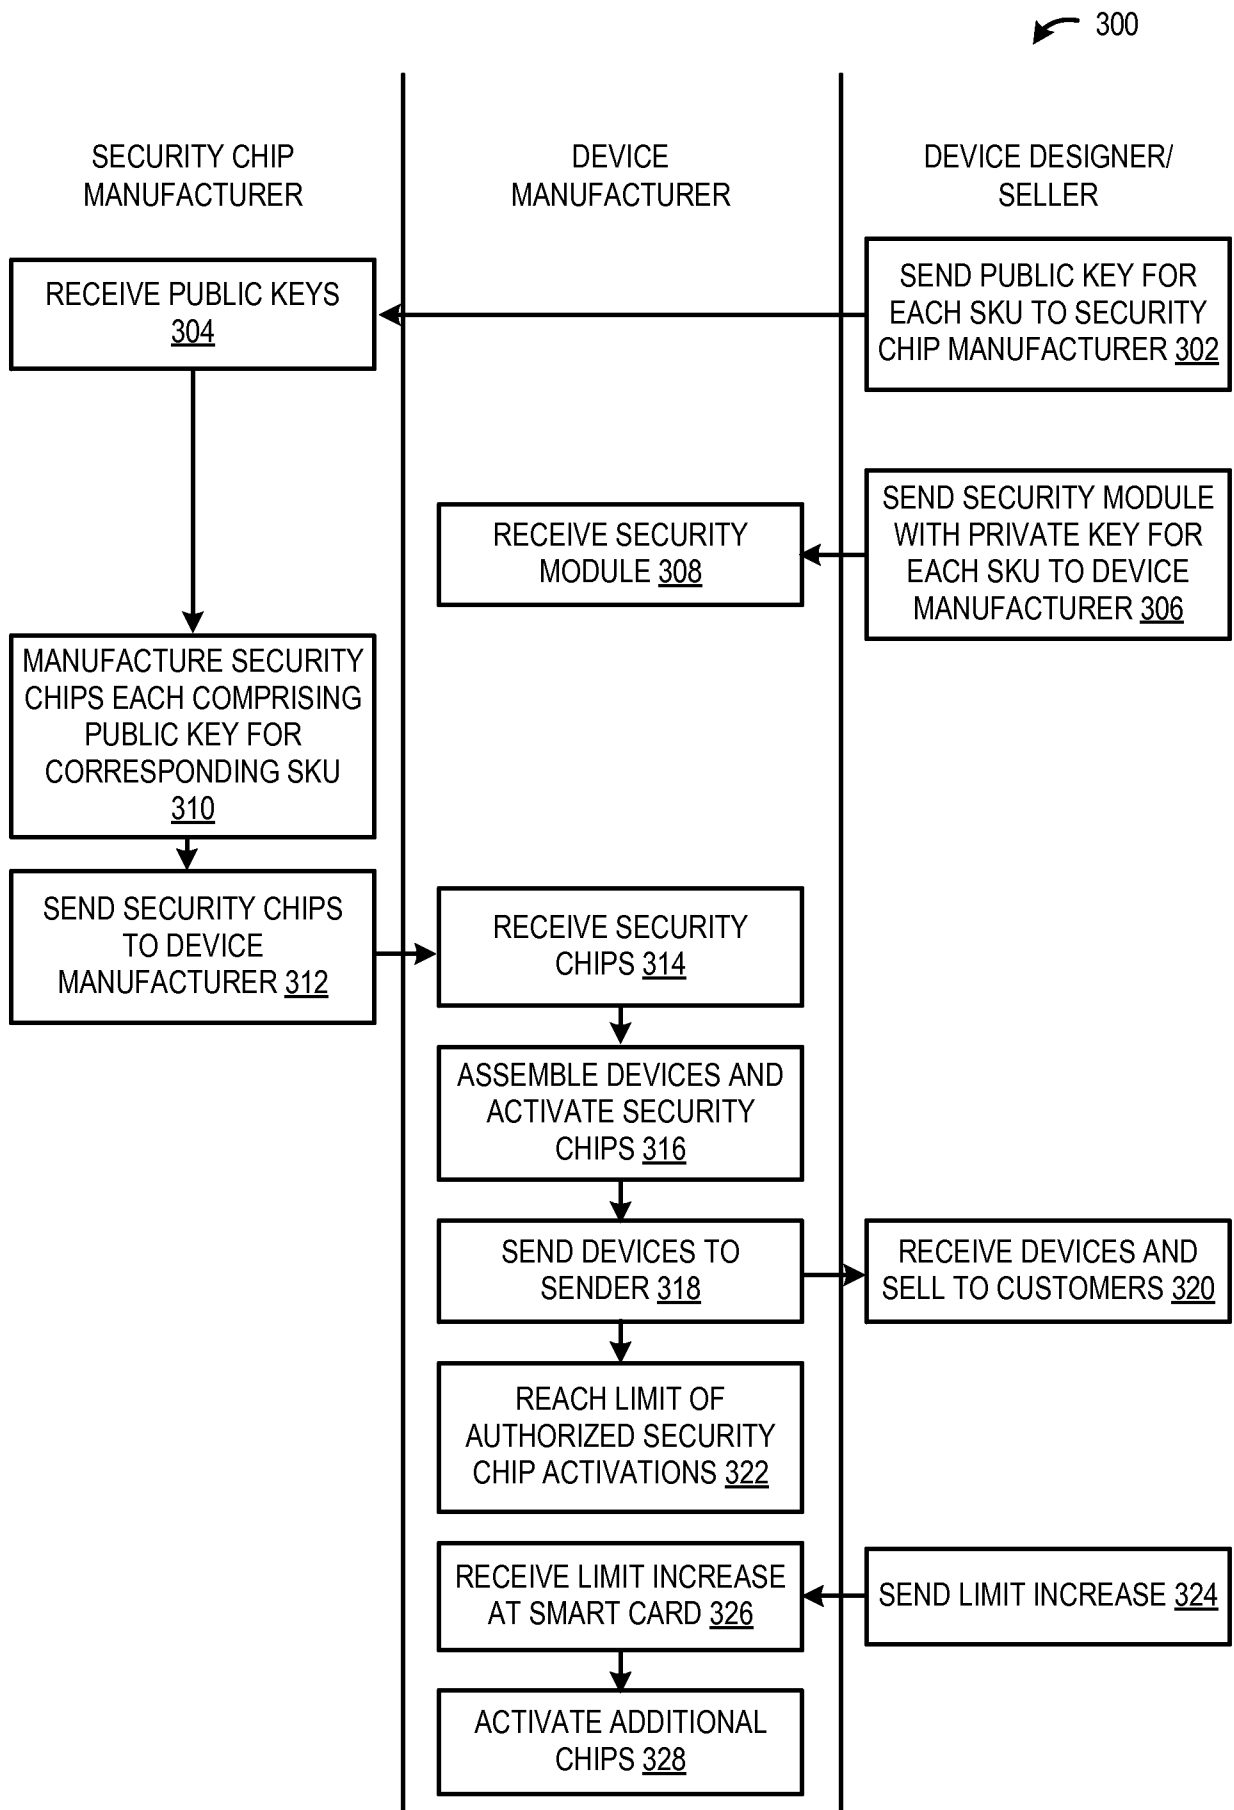 300
SECURITY CHIP
MANUFACTURER
DEVICE
MANUFACTURER
DEVICE DESIGNER/
SELLER
SEND PUBLIC KEY FOR
EACH SKU TO SECURITY
CHIP MANUFACTURER 302
RECEIVE PUBLIC KEYS
304
SEND SECURITY MODULE
WITH PRIVATE KEY FOR
EACH SKU TO DEVICE
MANUFACTURER 306
RECEIVE SECURITY
MODULE 308
MANUFACTURE SECURITY
CHIPS EACH COMPRISING
PUBLIC KEY FOR
CORRESPONDING SKU
310
SEND SECURITY CHIPS
TO DEVICE
MANUFACTURER 312
RECEIVE SECURITY
CHIPS 314
ASSEMBLE DEVICES AND
ACTIVATE SECURITY
CHIPS 316
SEND DEVICES TO
SENDER 318
RECEIVE DEVICES AND
SELL TO CUSTOMERS 320
REACH LIMIT OF
AUTHORIZED SECURITY
CHIP ACTIVATIONS 322
SEND LIMIT INCREASE 324
RECEIVE LIMIT INCREASE
AT SMART CARD 326
ACTIVATE ADDITIONAL
CHIPS 328